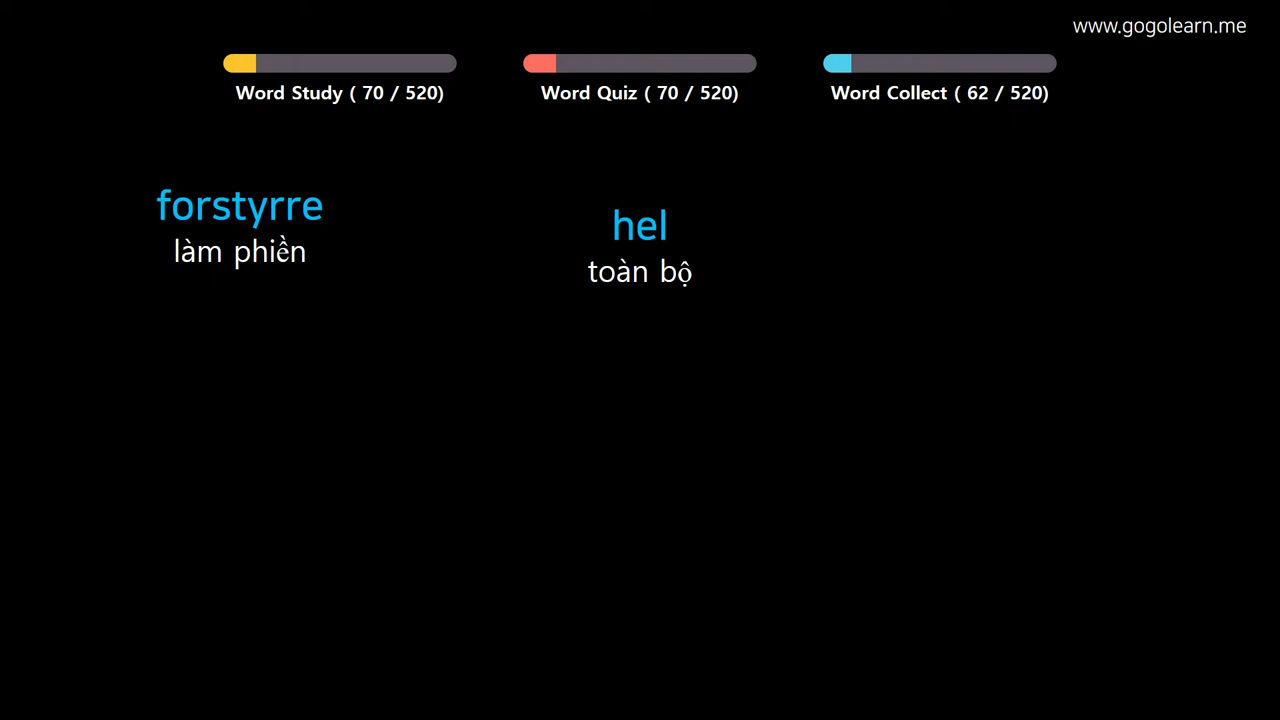 www.gogolearn.me
Word Study ( 70 / 520)
Word Quiz ( 70 / 520)
Word Collect ( 62 / 520)
forstyrre
làm phiền
hel
toàn bộ